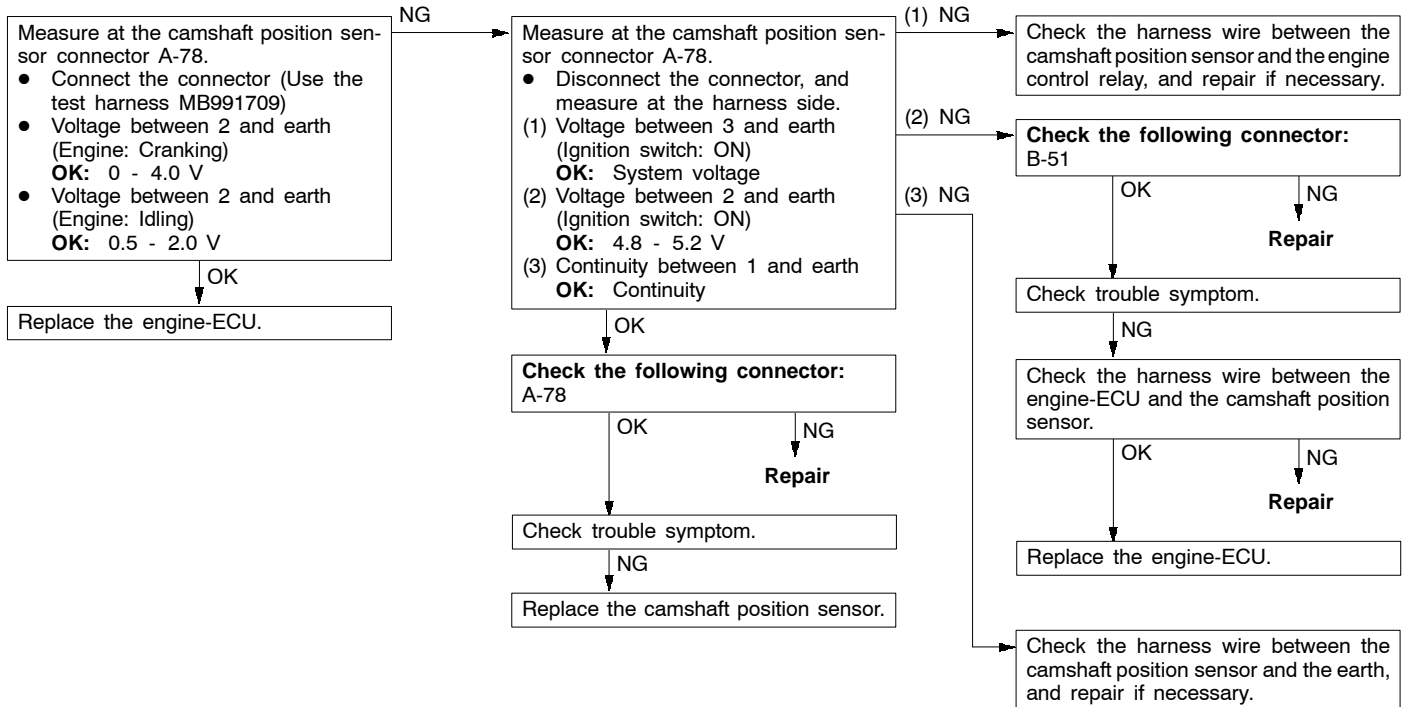 Measure at the camshaft position sen-
sor connector A-78.
● Connect the connector (Use the
test harness MB991709)
● Voltage between 2 and earth
(Engine: Cranking)
OK: 0 - 4.0 V
● Voltage between 2 and earth
(Engine: Idling)
OK: 0.5 - 2.0 V
NG
OK
Replace the engine-ECU.
Measure at the camshaft position sen-
sor connector A-78.
● Disconnect the connector, and
measure at the harness side.
(1) Voltage between 3 and earth
(Ignition switch: ON)
OK: System voltage
(2) Voltage between 2 and earth
(Ignition switch: ON)
OK: 4.8 - 5.2 V
(3) Continuity between 1 and earth
OK: Continuity
OK
Check the following connector:
A-78
OK
NG
Repair
Check trouble symptom.
NG
Replace the camshaft position sensor.
(1) NG
Check the harness wire between the
camshaft position sensor and the engine
control relay, and repair if necessary.
(2) NG
Check the following connector:
B-51
OK
NG
Repair
Check trouble symptom.
NG
Check the harness wire between the
engine-ECU and the camshaft position
sensor.
OK
NG
Repair
Replace the engine-ECU.
(3) NG
Check the harness wire between the
camshaft position sensor and the earth,
and repair if necessary.